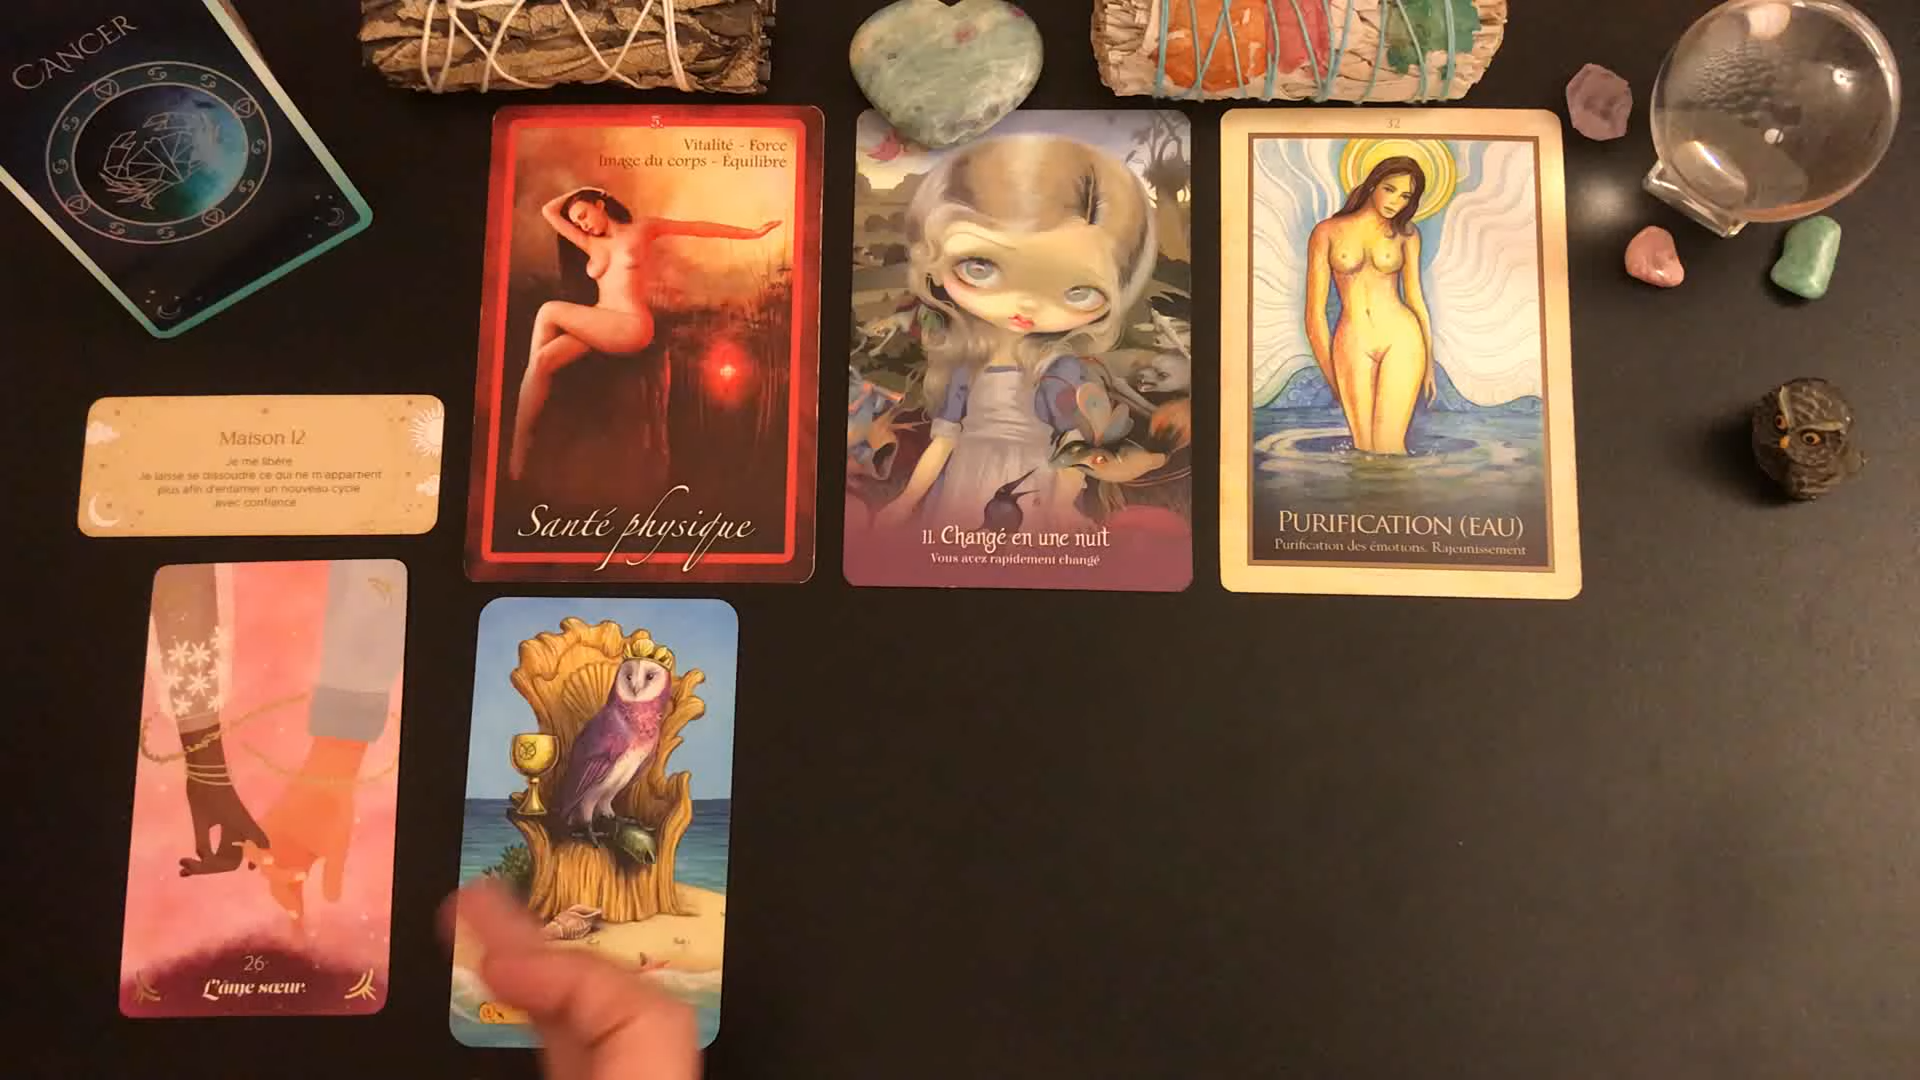 CANCER
5.
Vitalité - Force
Image du corps - Équilibre
Santé physique
11. Changé en une nuit
Vous avez rapidement changé
32
PURIFICATION (EAU)
Purification des émotions. Rajeunissement
Maison 12
Je me libère
Je laisse se dissoudre ce qui ne m'appartient
plus afin d'entamer un nouveau cycle
avec confiance
26
L'âme sœur